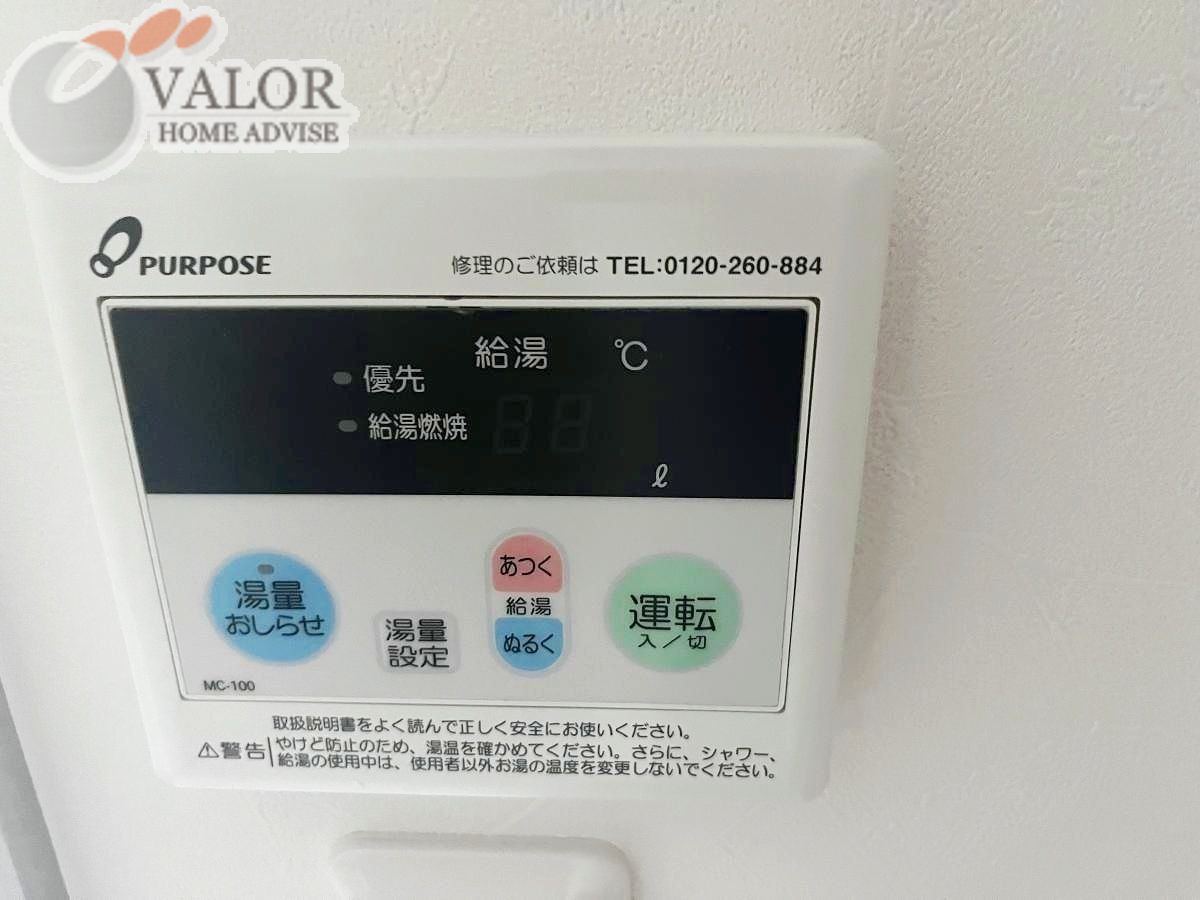 VALOR
HOME ADVISE
PURPOSE
修理のご依頼は TEL:0120-260-884
給湯 ℃
優先
給湯燃焼
ℓ
湯量
おしらせ
湯量
設定
あつく
給湯
ぬるく
運転
入/切
MC-100
取扱説明書をよく読んで正しく安全にお使いください。
⚠警告
やけど防止のため、湯温を確かめてください。さらに、シャワー、
給湯の使用中は、使用者以外お湯の温度を変更しないでください。